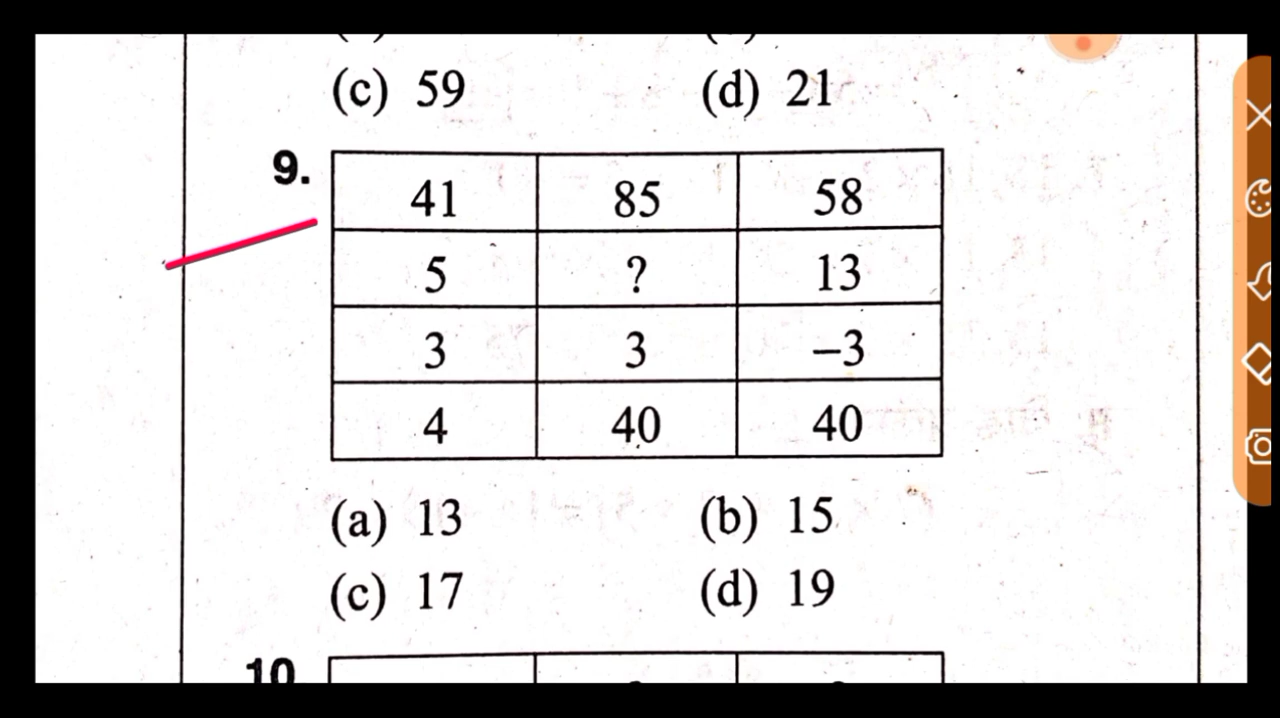 (c) 59 (d) 21
9.
41 85 58
5 ? 13
3 3 –3
4 40 40
(a) 13 (b) 15
(c) 17 (d) 19
10